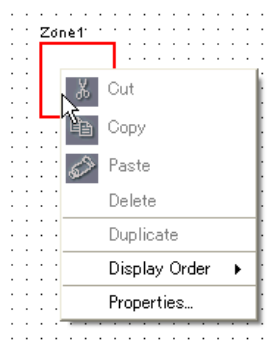 Zone1
Cut
Copy
Paste
Delete
Duplicate
Display Order
Properties...